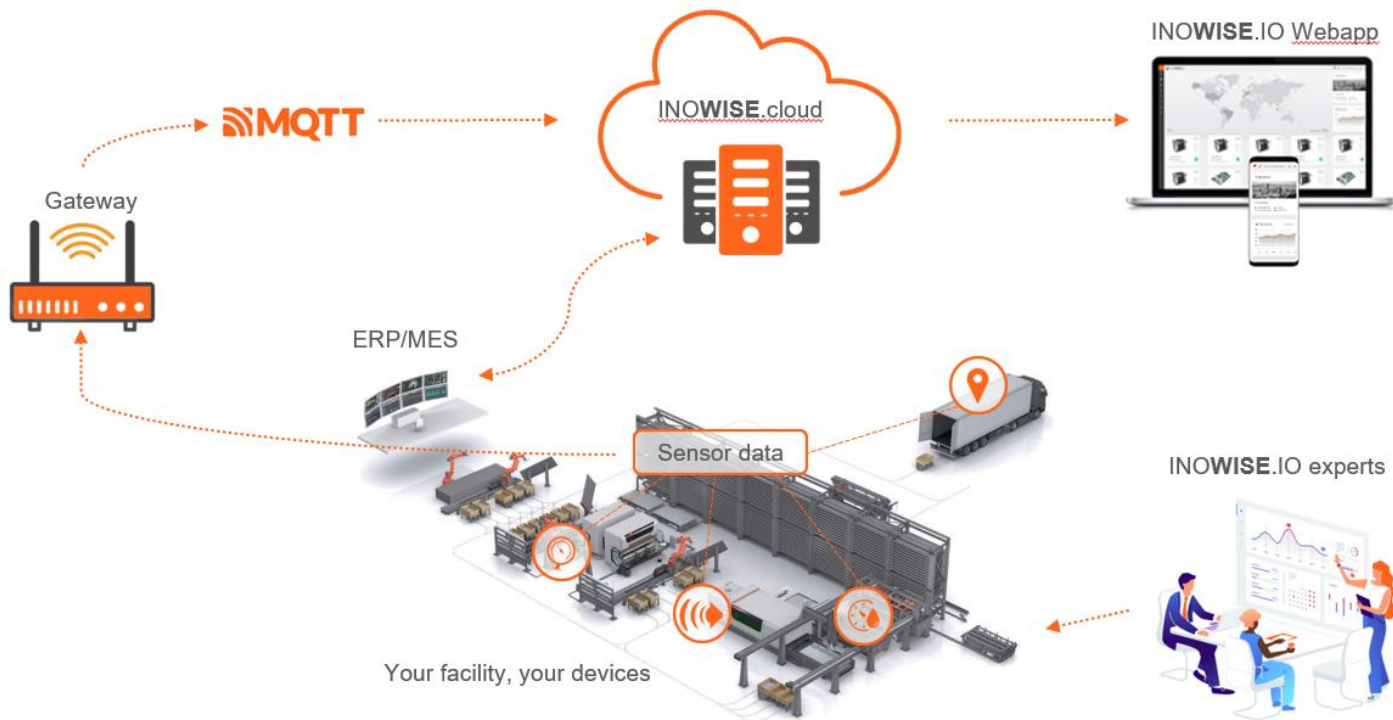 INOWISE.IO Webapp
MQTT
INOWISE.cloud
Gateway
ERP/MES
Sensor data
INOWISE.IO experts
Your facility, your devices